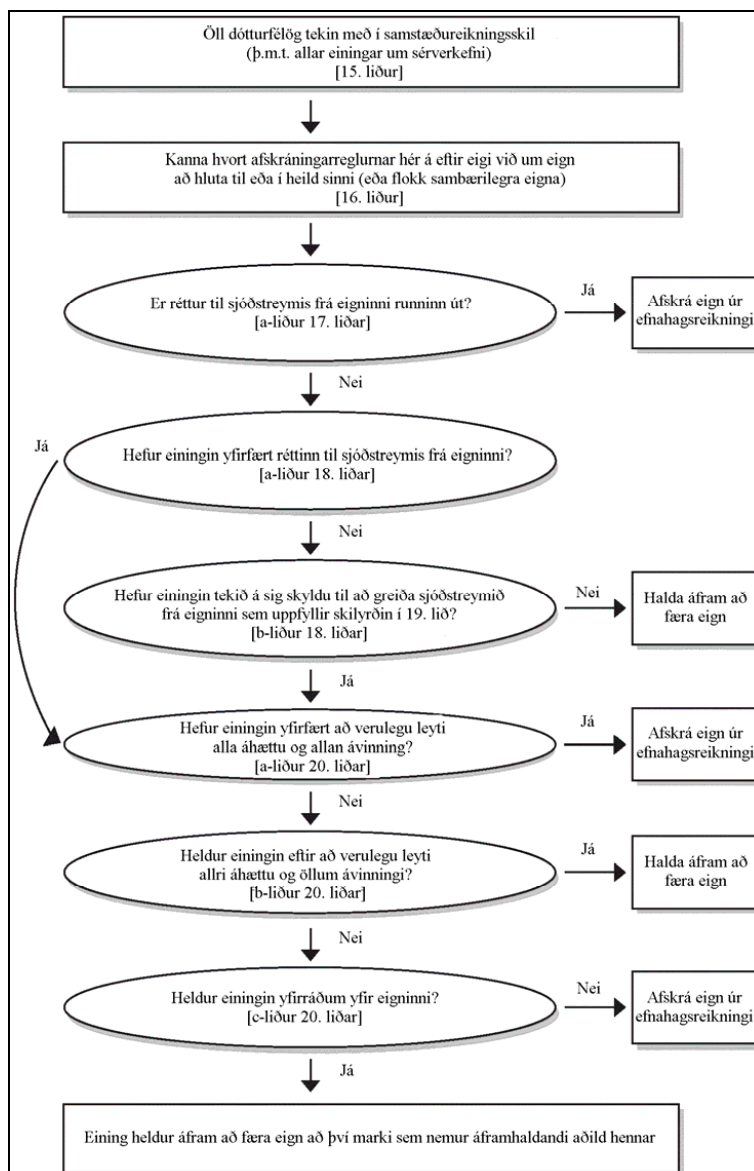 Öll dótturfélög tekin með í samstæðureikningsskil
(þ.m.t. allar einingar um sérverkefni)
[15. liður]
Kanna hvort afskráningarreglurnar hér á eftir eigi við um eign
að hluta til eða í heild sinni (eða flokk sambærilegra eigna)
[16. liður]
Er réttur til sjóðstreymis frá eigninni runninn út?
[a-liður 17. liðar]
Já
Afskrá eign úr
efnahagsreikningi
Nei
Já
Hefur einingin yfirfært réttinn til sjóðstreymis frá eigninni?
[a-liður 18. liðar]
Nei
Hefur einingin tekið á sig skyldu til að greiða sjóðstreymið
frá eigninni sem uppfyllir skilyrðin í 19. lið?
[b-liður 18. liðar]
Nei
Halda áfram að
færa eign
Já
Hefur einingin yfirfært að verulegu leyti
alla áhættu og allan ávinning?
[a-liður 20. liðar]
Já
Afskrá eign úr
efnahagsreikningi
Nei
Heldur einingin eftir að verulegu leyti
allri áhættu og öllum ávinningi?
[b-liður 20. liðar]
Já
Halda áfram að
færa eign
Nei
Heldur einingin yfirráðum yfir eigninni?
[c-liður 20. liðar]
Nei
Afskrá eign úr
efnahagsreikningi
Já
Eining heldur áfram að færa eign að því marki sem nemur áframhaldandi aðild hennar